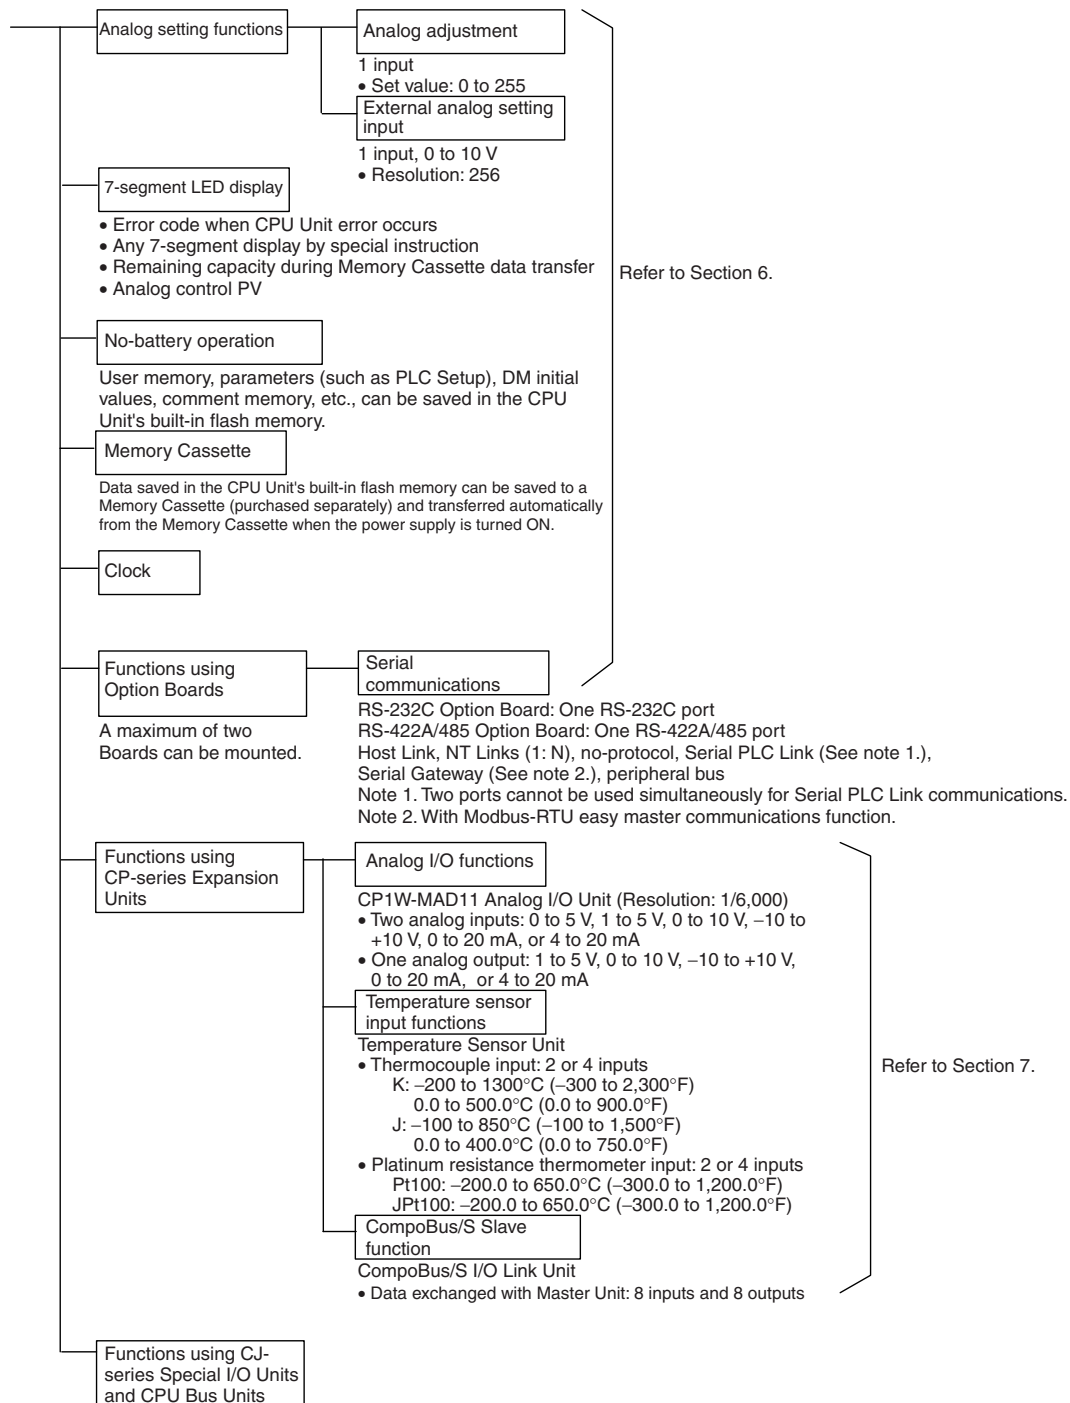 Analog setting functions
Analog adjustment
1 input
• Set value: 0 to 255
External analog setting
input
1 input, 0 to 10 V
• Resolution: 256
7-segment LED display
• Error code when CPU Unit error occurs
• Any 7-segment display by special instruction
• Remaining capacity during Memory Cassette data transfer
• Analog control PV
Refer to Section 6.
No-battery operation
User memory, parameters (such as PLC Setup), DM initial
values, comment memory, etc., can be saved in the CPU
Unit's built-in flash memory.
Memory Cassette
Data saved in the CPU Unit's built-in flash memory can be saved to a
Memory Cassette (purchased separately) and transferred automatically
from the Memory Cassette when the power supply is turned ON.
Clock
Functions using
Option Boards
A maximum of two
Boards can be mounted.
Serial
communications
RS-232C Option Board: One RS-232C port
RS-422A/485 Option Board: One RS-422A/485 port
Host Link, NT Links (1: N), no-protocol, Serial PLC Link (See note 1.),
Serial Gateway (See note 2.), peripheral bus
Note 1. Two ports cannot be used simultaneously for Serial PLC Link communications.
Note 2. With Modbus-RTU easy master communications function.
Functions using
CP-series Expansion
Units
Analog I/O functions
CP1W-MAD11 Analog I/O Unit (Resolution: 1/6,000)
• Two analog inputs: 0 to 5 V, 1 to 5 V, 0 to 10 V, −10 to
+10 V, 0 to 20 mA, or 4 to 20 mA
• One analog output: 1 to 5 V, 0 to 10 V, −10 to +10 V,
0 to 20 mA, or 4 to 20 mA
Temperature sensor
input functions
Temperature Sensor Unit
• Thermocouple input: 2 or 4 inputs
K: −200 to 1300°C (−300 to 2,300°F)
0.0 to 500.0°C (0.0 to 900.0°F)
J: −100 to 850°C (−100 to 1,500°F)
0.0 to 400.0°C (0.0 to 750.0°F)
• Platinum resistance thermometer input: 2 or 4 inputs
Pt100: −200.0 to 650.0°C (−300.0 to 1,200.0°F)
JPt100: −200.0 to 650.0°C (−300.0 to 1,200.0°F)
Refer to Section 7.
CompoBus/S Slave
function
CompoBus/S I/O Link Unit
• Data exchanged with Master Unit: 8 inputs and 8 outputs
Functions using CJ-
series Special I/O Units
and CPU Bus Units